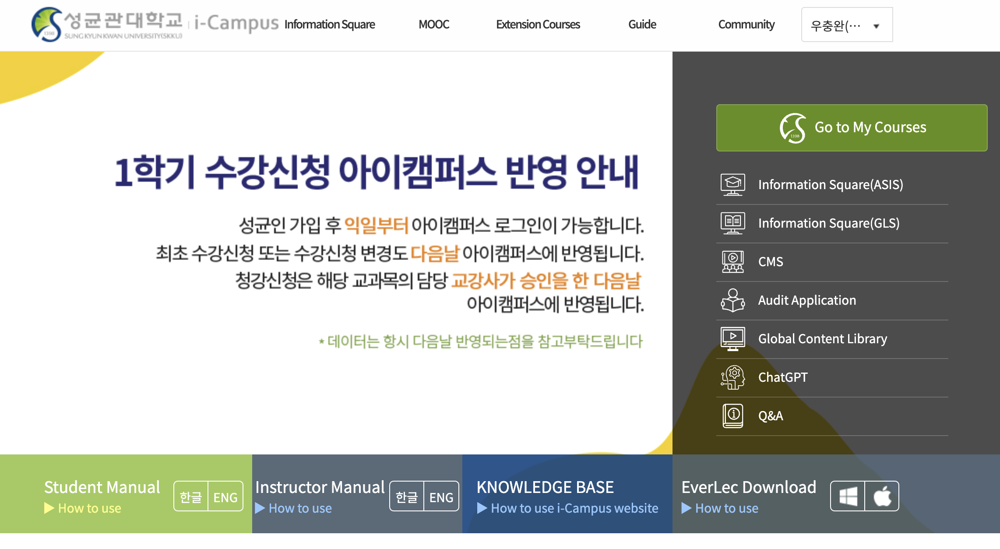 성균관대학교 | i-Campus
SUNG KYUN KWAN UNIVERSITY(SKKU)
1398
Information Square
MOOC
Extension Courses
Guide
Community
우충완(···
1학기 수강신청 아이캠퍼스 반영 안내
성균인 가입 후 익일부터 아이캠퍼스 로그인이 가능합니다.
최초 수강신청 또는 수강신청 변경도 다음날 아이캠퍼스에 반영됩니다.
청강신청은 해당 교과목의 담당 교강사가 승인을 한 다음날
아이캠퍼스에 반영됩니다.
* 데이터는 항시 다음날 반영되는점을 참고부탁드립니다
1398
Go to My Courses
Information Square(ASIS)
Information Square(GLS)
CMS
Audit Application
Global Content Library
ChatGPT
Q&A
Student Manual
▶ How to use
한글 ENG
Instructor Manual
▶ How to use
한글 ENG
KNOWLEDGE BASE
▶ How to use i-Campus website
EverLec Download
▶ How to use